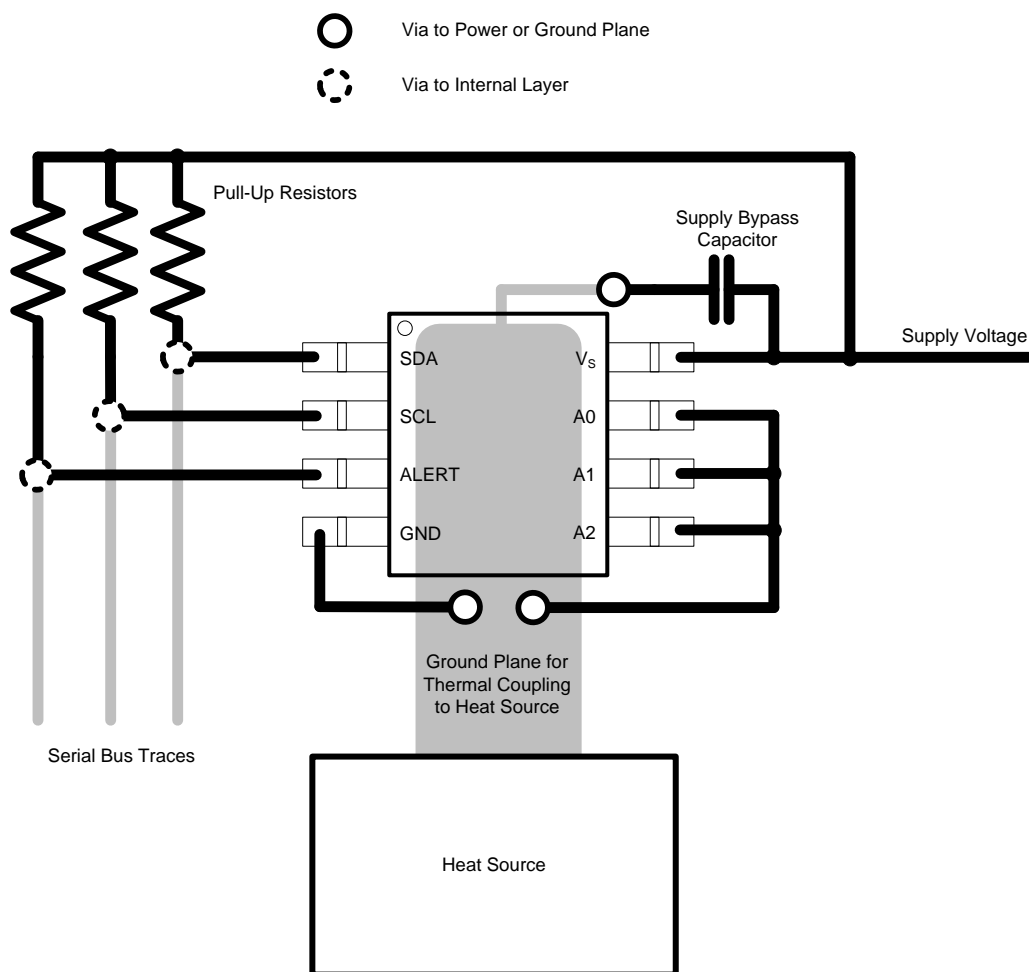 Via to Power or Ground Plane
Via to Internal Layer
Pull-Up Resistors
Supply Bypass
Capacitor
Supply Voltage
SDA
VS
SCL
A0
ALERT
A1
GND
A2
Ground Plane for
Thermal Coupling
to Heat Source
Serial Bus Traces
Heat Source